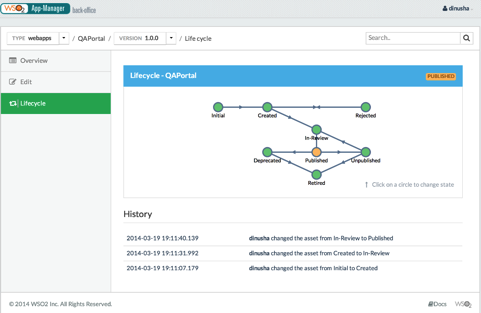 WSO2 App-Manager back-office dinusha
TYPE webapps / QAPortal / VERSION 1.0.0 / Life cycle Search..
Overview
Edit
Lifecycle
Lifecycle - QAPortal PUBLISHED
Initial Created Rejected
In-Review
Deprecated Published Unpublished
Retired
Click on a circle to change state
History
2014-03-19 19:11:40.139 dinusha changed the asset from In-Review to Published
2014-03-19 19:11:31.992 dinusha changed the asset from Created to In-Review
2014-03-19 19:11:07.179 dinusha changed the asset from Initial to Created
© 2014 WSO2 Inc. All Rights Reserved. Docs WSO2